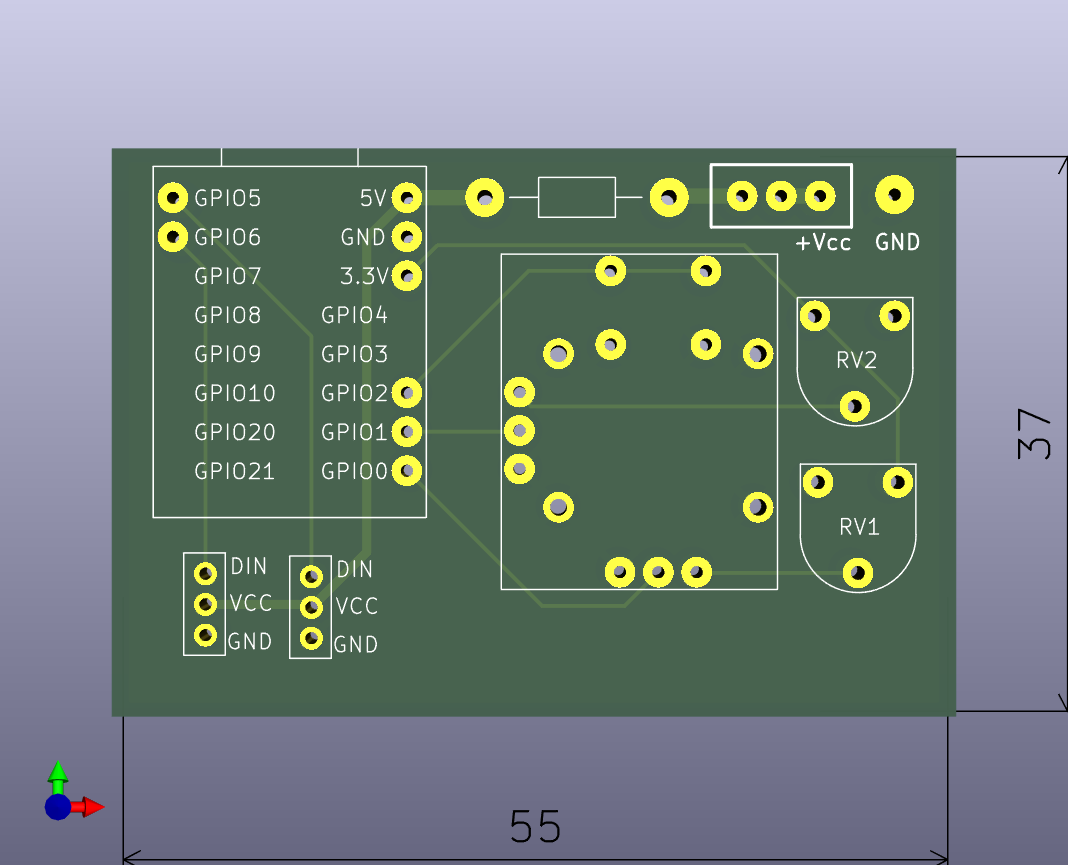 GPIO5 5V
GPIO6 GND
+Vcc GND
GPIO7 3.3V
GPIO8 GPIO4
GPIO9 GPIO3
RV2
GPIO10 GPIO2
GPIO20 GPIO1
GPIO21 GPIO0
37
RV1
DIN DIN
VCC VCC
GND GND
55